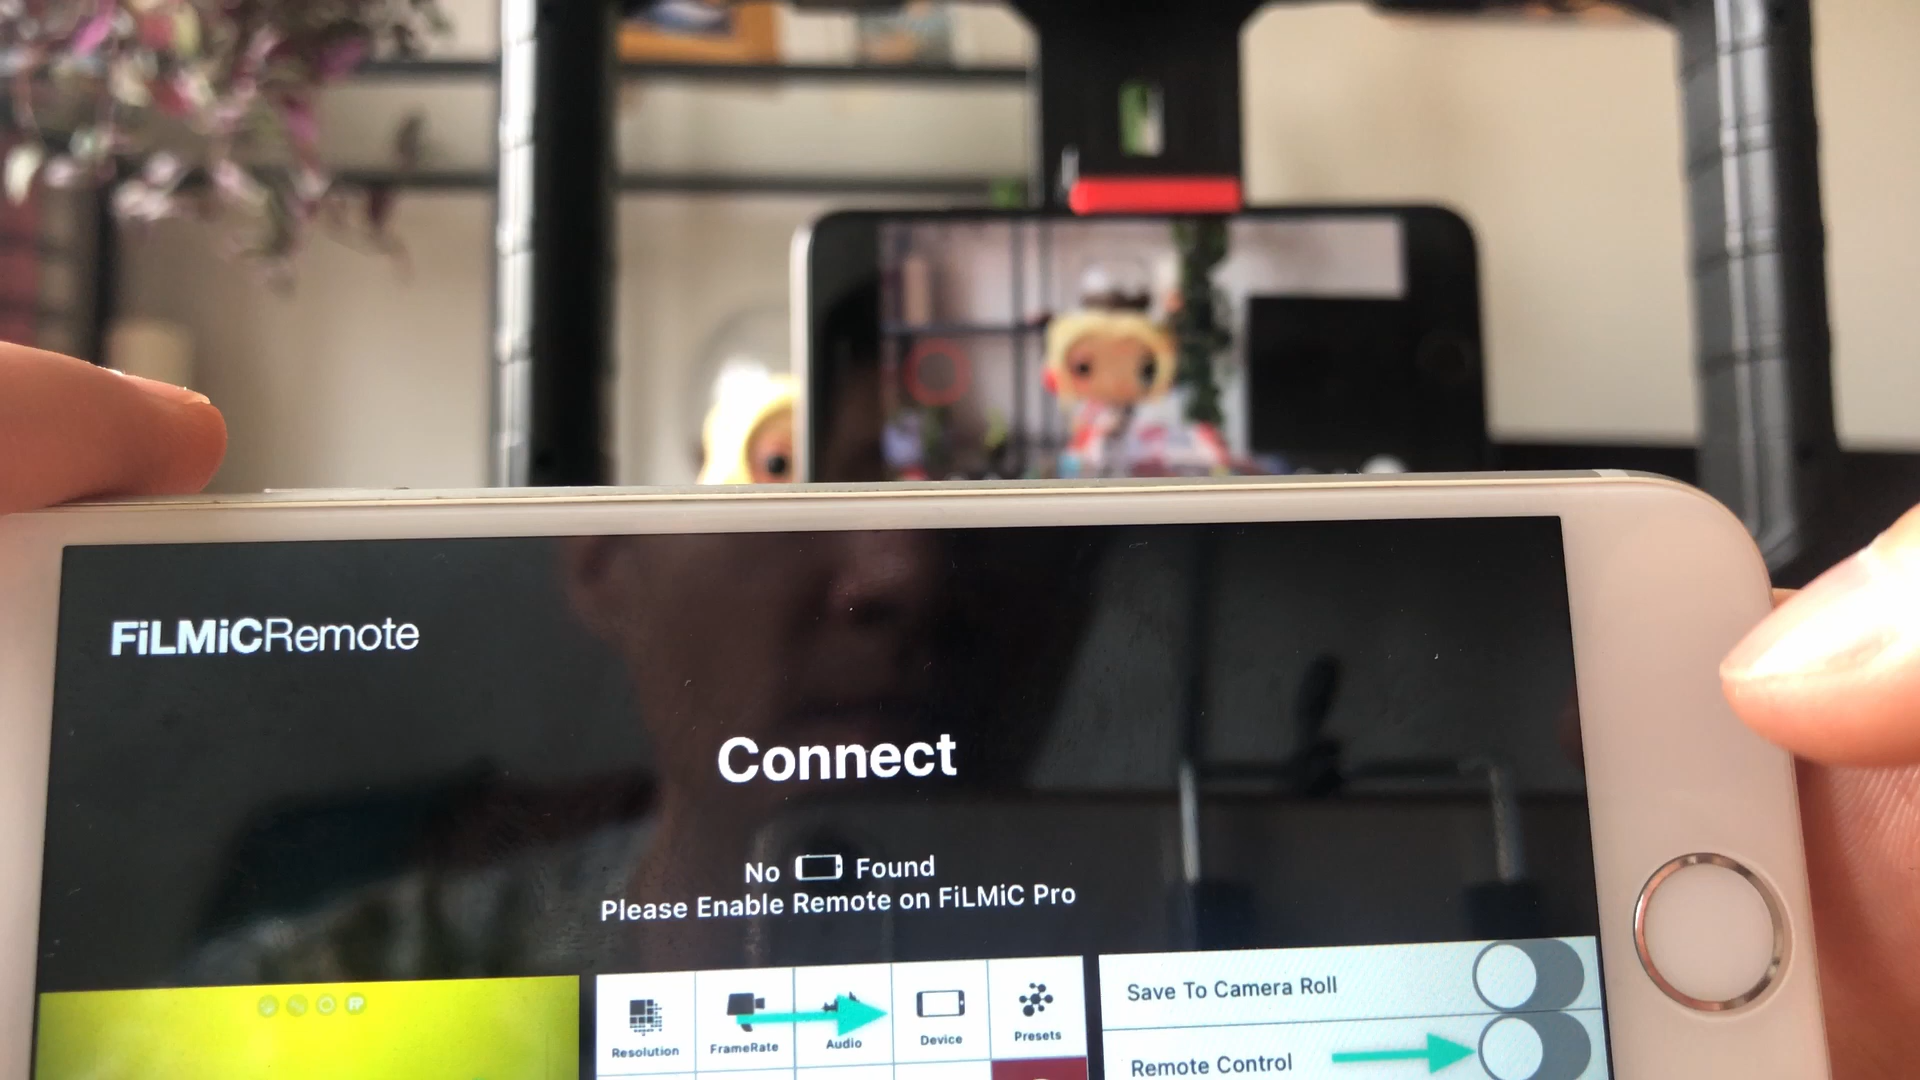 FiLMiCRemote
Connect
No Found
Please Enable Remote on FiLMiC Pro
FP
Resolution
FrameRate
Audio
Device
Presets
Save To Camera Roll
Remote Control